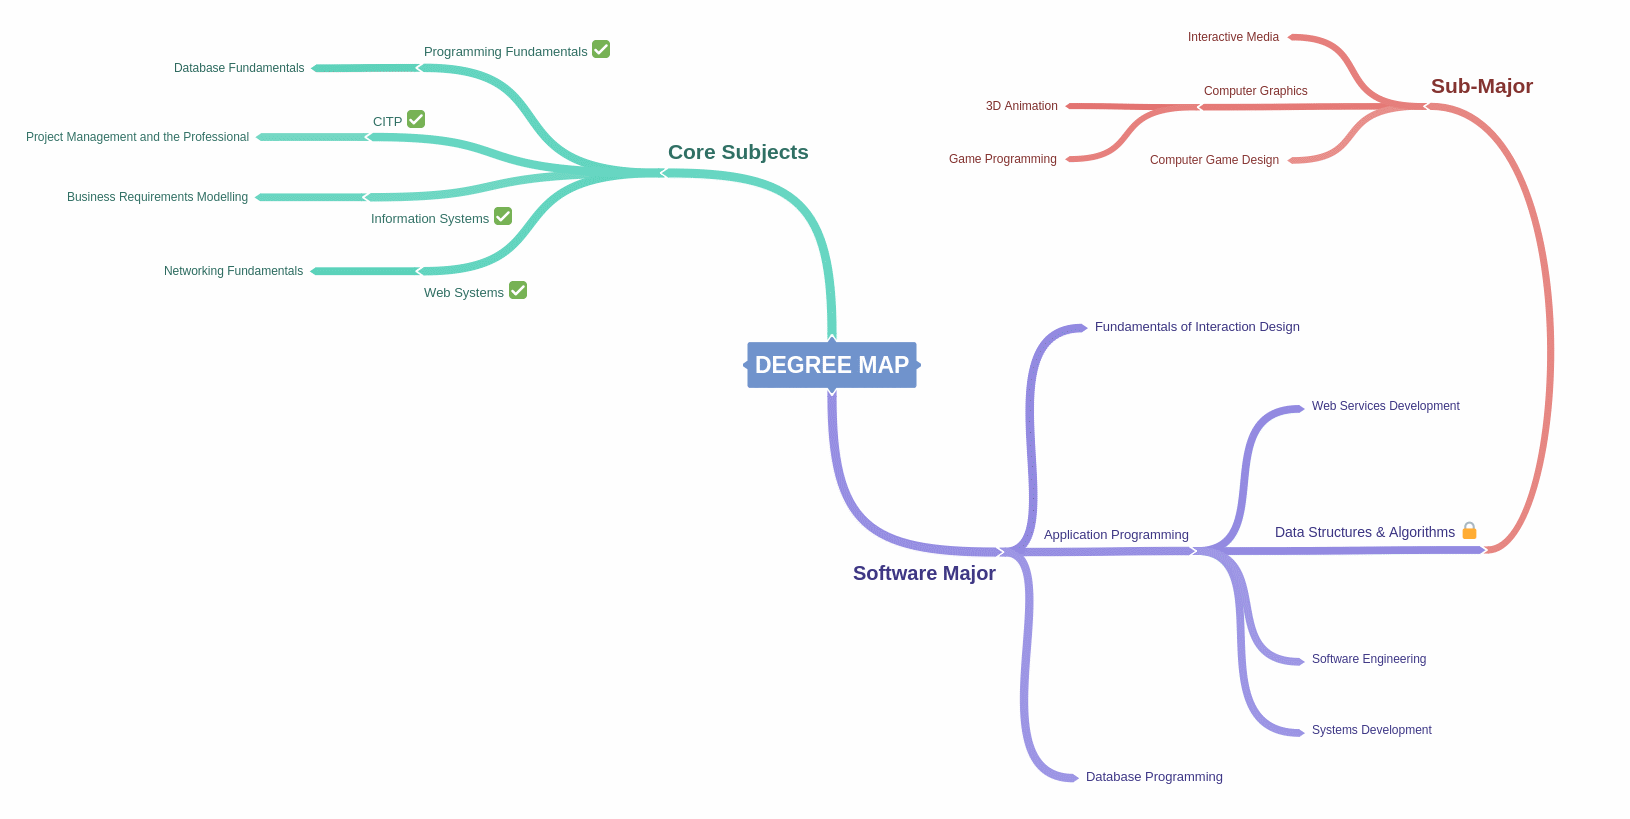 Programming Fundamentals ✅
Database Fundamentals
CITP ✅
Project Management and the Professional
Core Subjects
Business Requirements Modelling
Information Systems ✅
Networking Fundamentals
Web Systems ✅
Interactive Media
Sub-Major
Computer Graphics
3D Animation
Game Programming
Computer Game Design
DEGREE MAP
Fundamentals of Interaction Design
Web Services Development
Application Programming
Data Structures & Algorithms 🔒
Software Major
Software Engineering
Systems Development
Database Programming